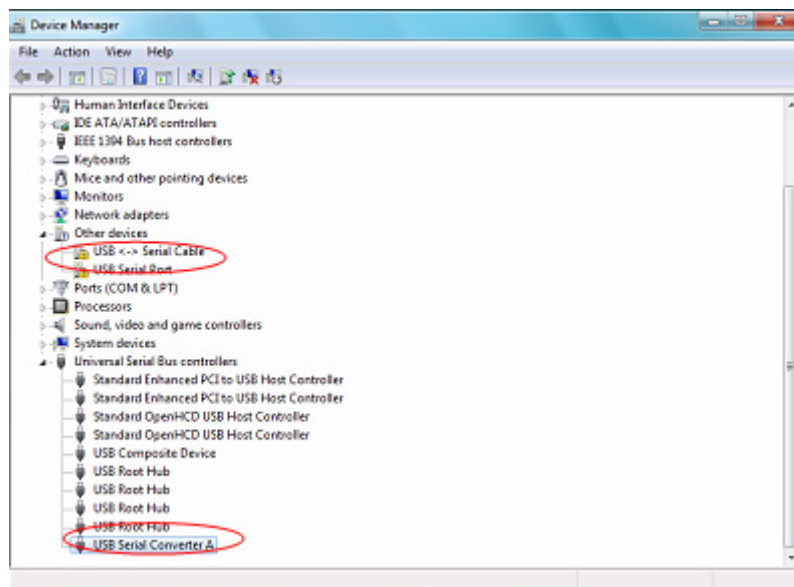 Device Manager
File Action View Help
Human Interface Devices
IDE ATA/ATAPI controllers
IEEE 1394 Bus host controllers
Keyboards
Mice and other pointing devices
Monitors
Network adapters
Other devices
USB <-> Serial Cable
USB Serial Port
Ports (COM & LPT)
Processors
Sound, video and game controllers
System devices
Universal Serial Bus controllers
Standard Enhanced PCI to USB Host Controller
Standard Enhanced PCI to USB Host Controller
Standard OpenHCD USB Host Controller
Standard OpenHCD USB Host Controller
USB Composite Device
USB Root Hub
USB Root Hub
USB Root Hub
USB Root Hub
USB Serial Converter A